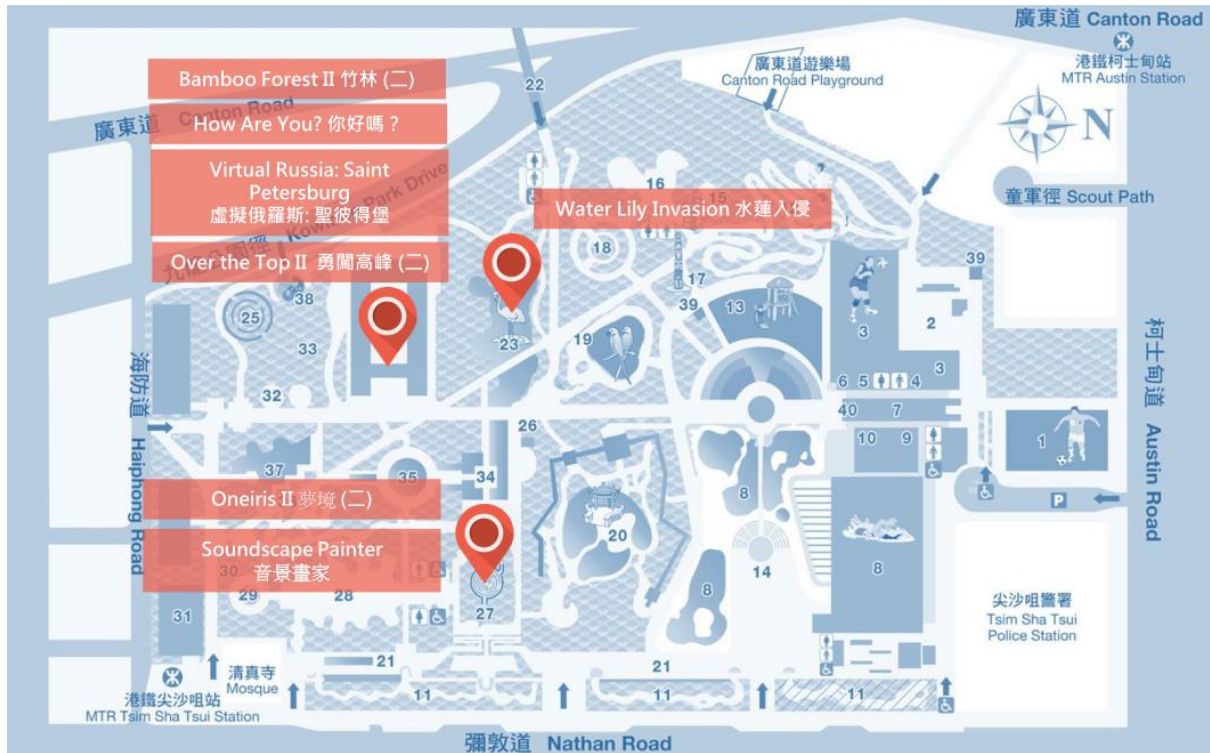 廣東道 Canton Road
港鐵柯士甸站
MTR Austin Station
廣東道遊樂場
Canton Road Playground
N
童軍徑 Scout Path
廣東道 Canton Road
九龍公園徑 Kowloon Park Drive
Bamboo Forest II 竹林 (二)
How Are You? 你好嗎？
Virtual Russia: Saint
Petersburg
虛擬俄羅斯: 聖彼得堡
Over the Top II 勇闖高峰 (二)
Water Lily Invasion 水蓮入侵
22
16
15
18
17
39
39
13
3
2
3
38
25
33
23
19
32
6
5
4
40
7
海防道 Haiphong Road
柯士甸道 Austin Road
26
10
9
1
37
35
34
8
P
Oneiris II 夢境 (二)
Soundscape Painter
音景畫家
20
14
8
8
30
29
28
27
31
尖沙咀警署
Tsim Sha Tsui
Police Station
清真寺
Mosque
21
21
11
11
11
港鐵尖沙咀站
MTR Tsim Sha Tsui Station
彌敦道 Nathan Road